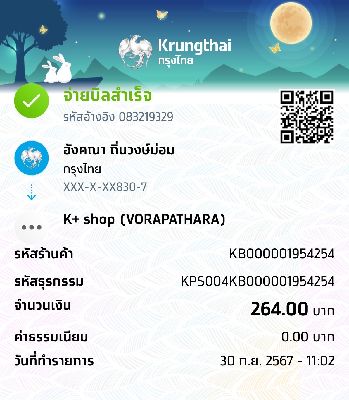 Krungthai
กรุงไทย
จ่ายบิลสำเร็จ
รหัสอ้างอิง 083219329
อังคณา ถิ่นวงษ์ม่อม
กรุงไทย
XXX-X-XX830-7
K+ shop (VORAPATHARA)
รหัสร้านค้า KB000001954254
รหัสธุรกรรม KPS004KB000001954254
จำนวนเงิน 264.00 บาท
ค่าธรรมเนียม 0.00 บาท
วันที่ทำรายการ 30 ก.ย. 2567 - 11:02